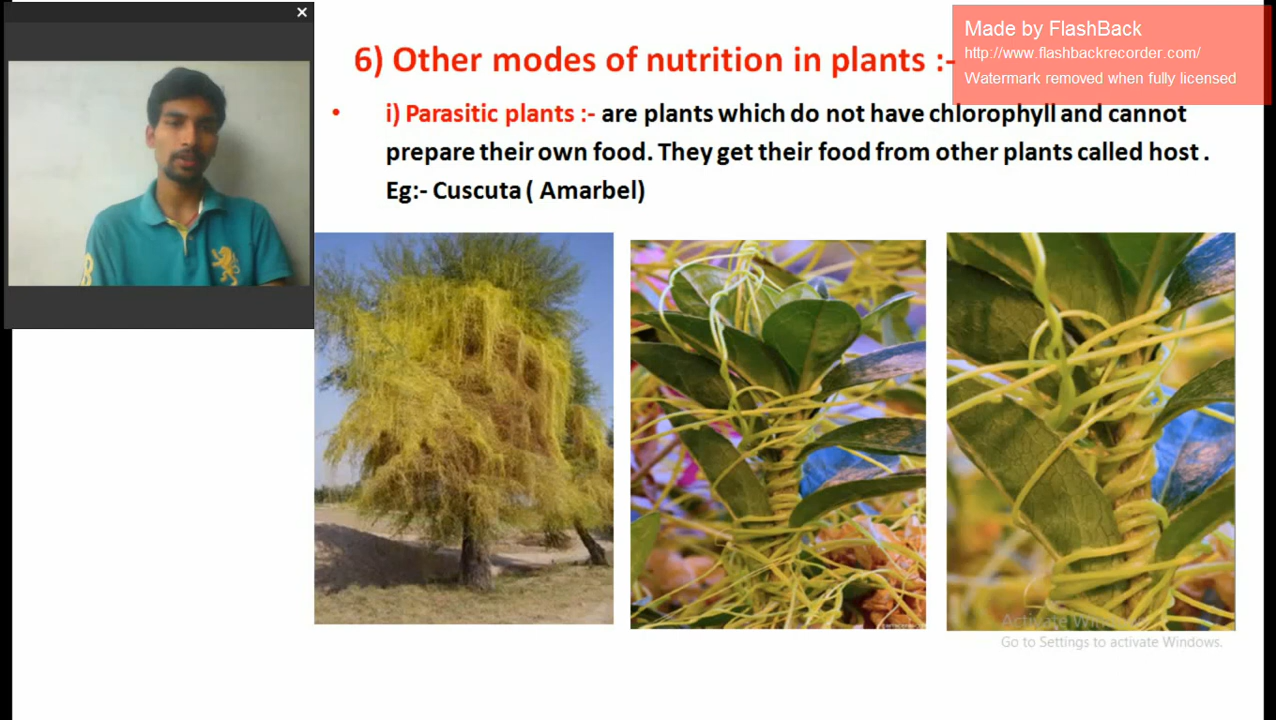 Made by FlashBack
http://www.flashbackrecorder.com/
Watermark removed when fully licensed
6) Other modes of nutrition in plants :-
• i) Parasitic plants :- are plants which do not have chlorophyll and cannot
prepare their own food. They get their food from other plants called host .
Eg:- Cuscuta ( Amarbel)
Activate Windows
Go to Settings to activate Windows.